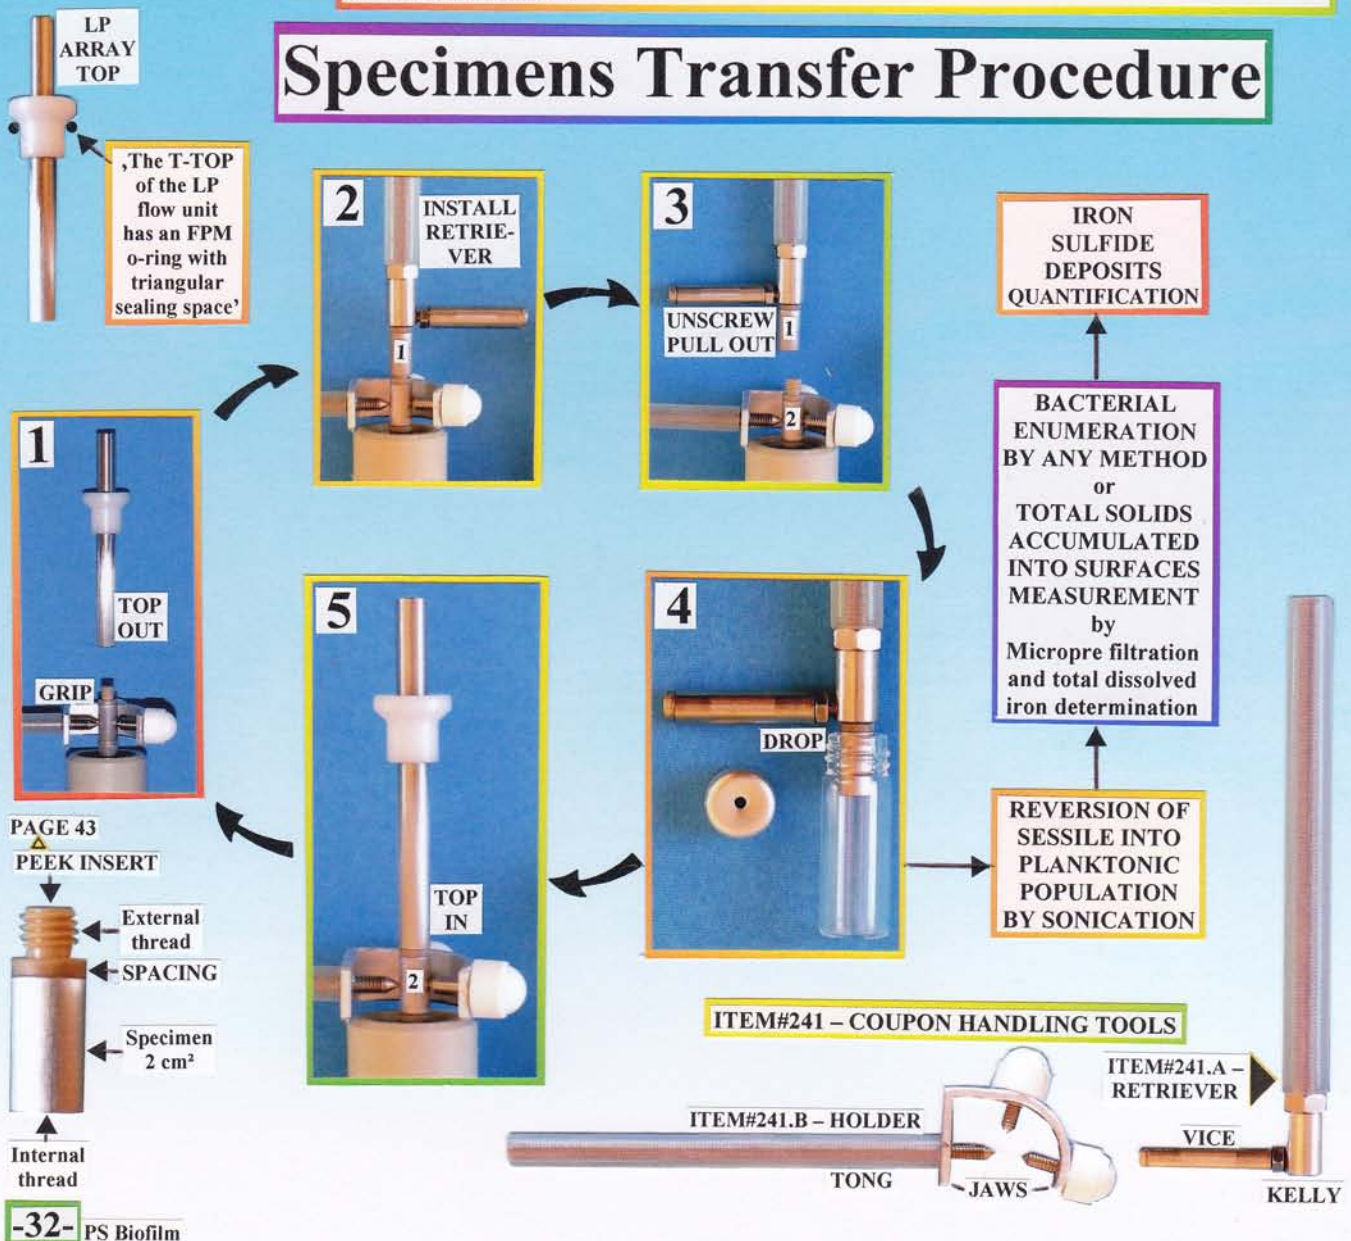 Specimens Transfer Procedure
LP
ARRAY
TOP
‚The T-TOP
of the LP
flow unit
has an FPM
o-ring with
triangular
sealing space’
1
TOP
OUT
GRIP
2
INSTALL
RETRIE-
VER
1
3
UNSCREW
PULL OUT
1
2
4
DROP
5
TOP
IN
2
REVERSION OF
SESSILE INTO
PLANKTONIC
POPULATION
BY SONICATION
BACTERIAL
ENUMERATION
BY ANY METHOD
or
TOTAL SOLIDS
ACCUMULATED
INTO SURFACES
MEASUREMENT
by
Micropre filtration
and total dissolved
iron determination
IRON
SULFIDE
DEPOSITS
QUANTIFICATION
PAGE 43
PEEK INSERT
External
thread
SPACING
Specimen
2 cm²
Internal
thread
ITEM#241 – COUPON HANDLING TOOLS
ITEM#241.A –
RETRIEVER
ITEM#241.B – HOLDER
TONG
JAWS
VICE
KELLY
-32- PS Biofilm